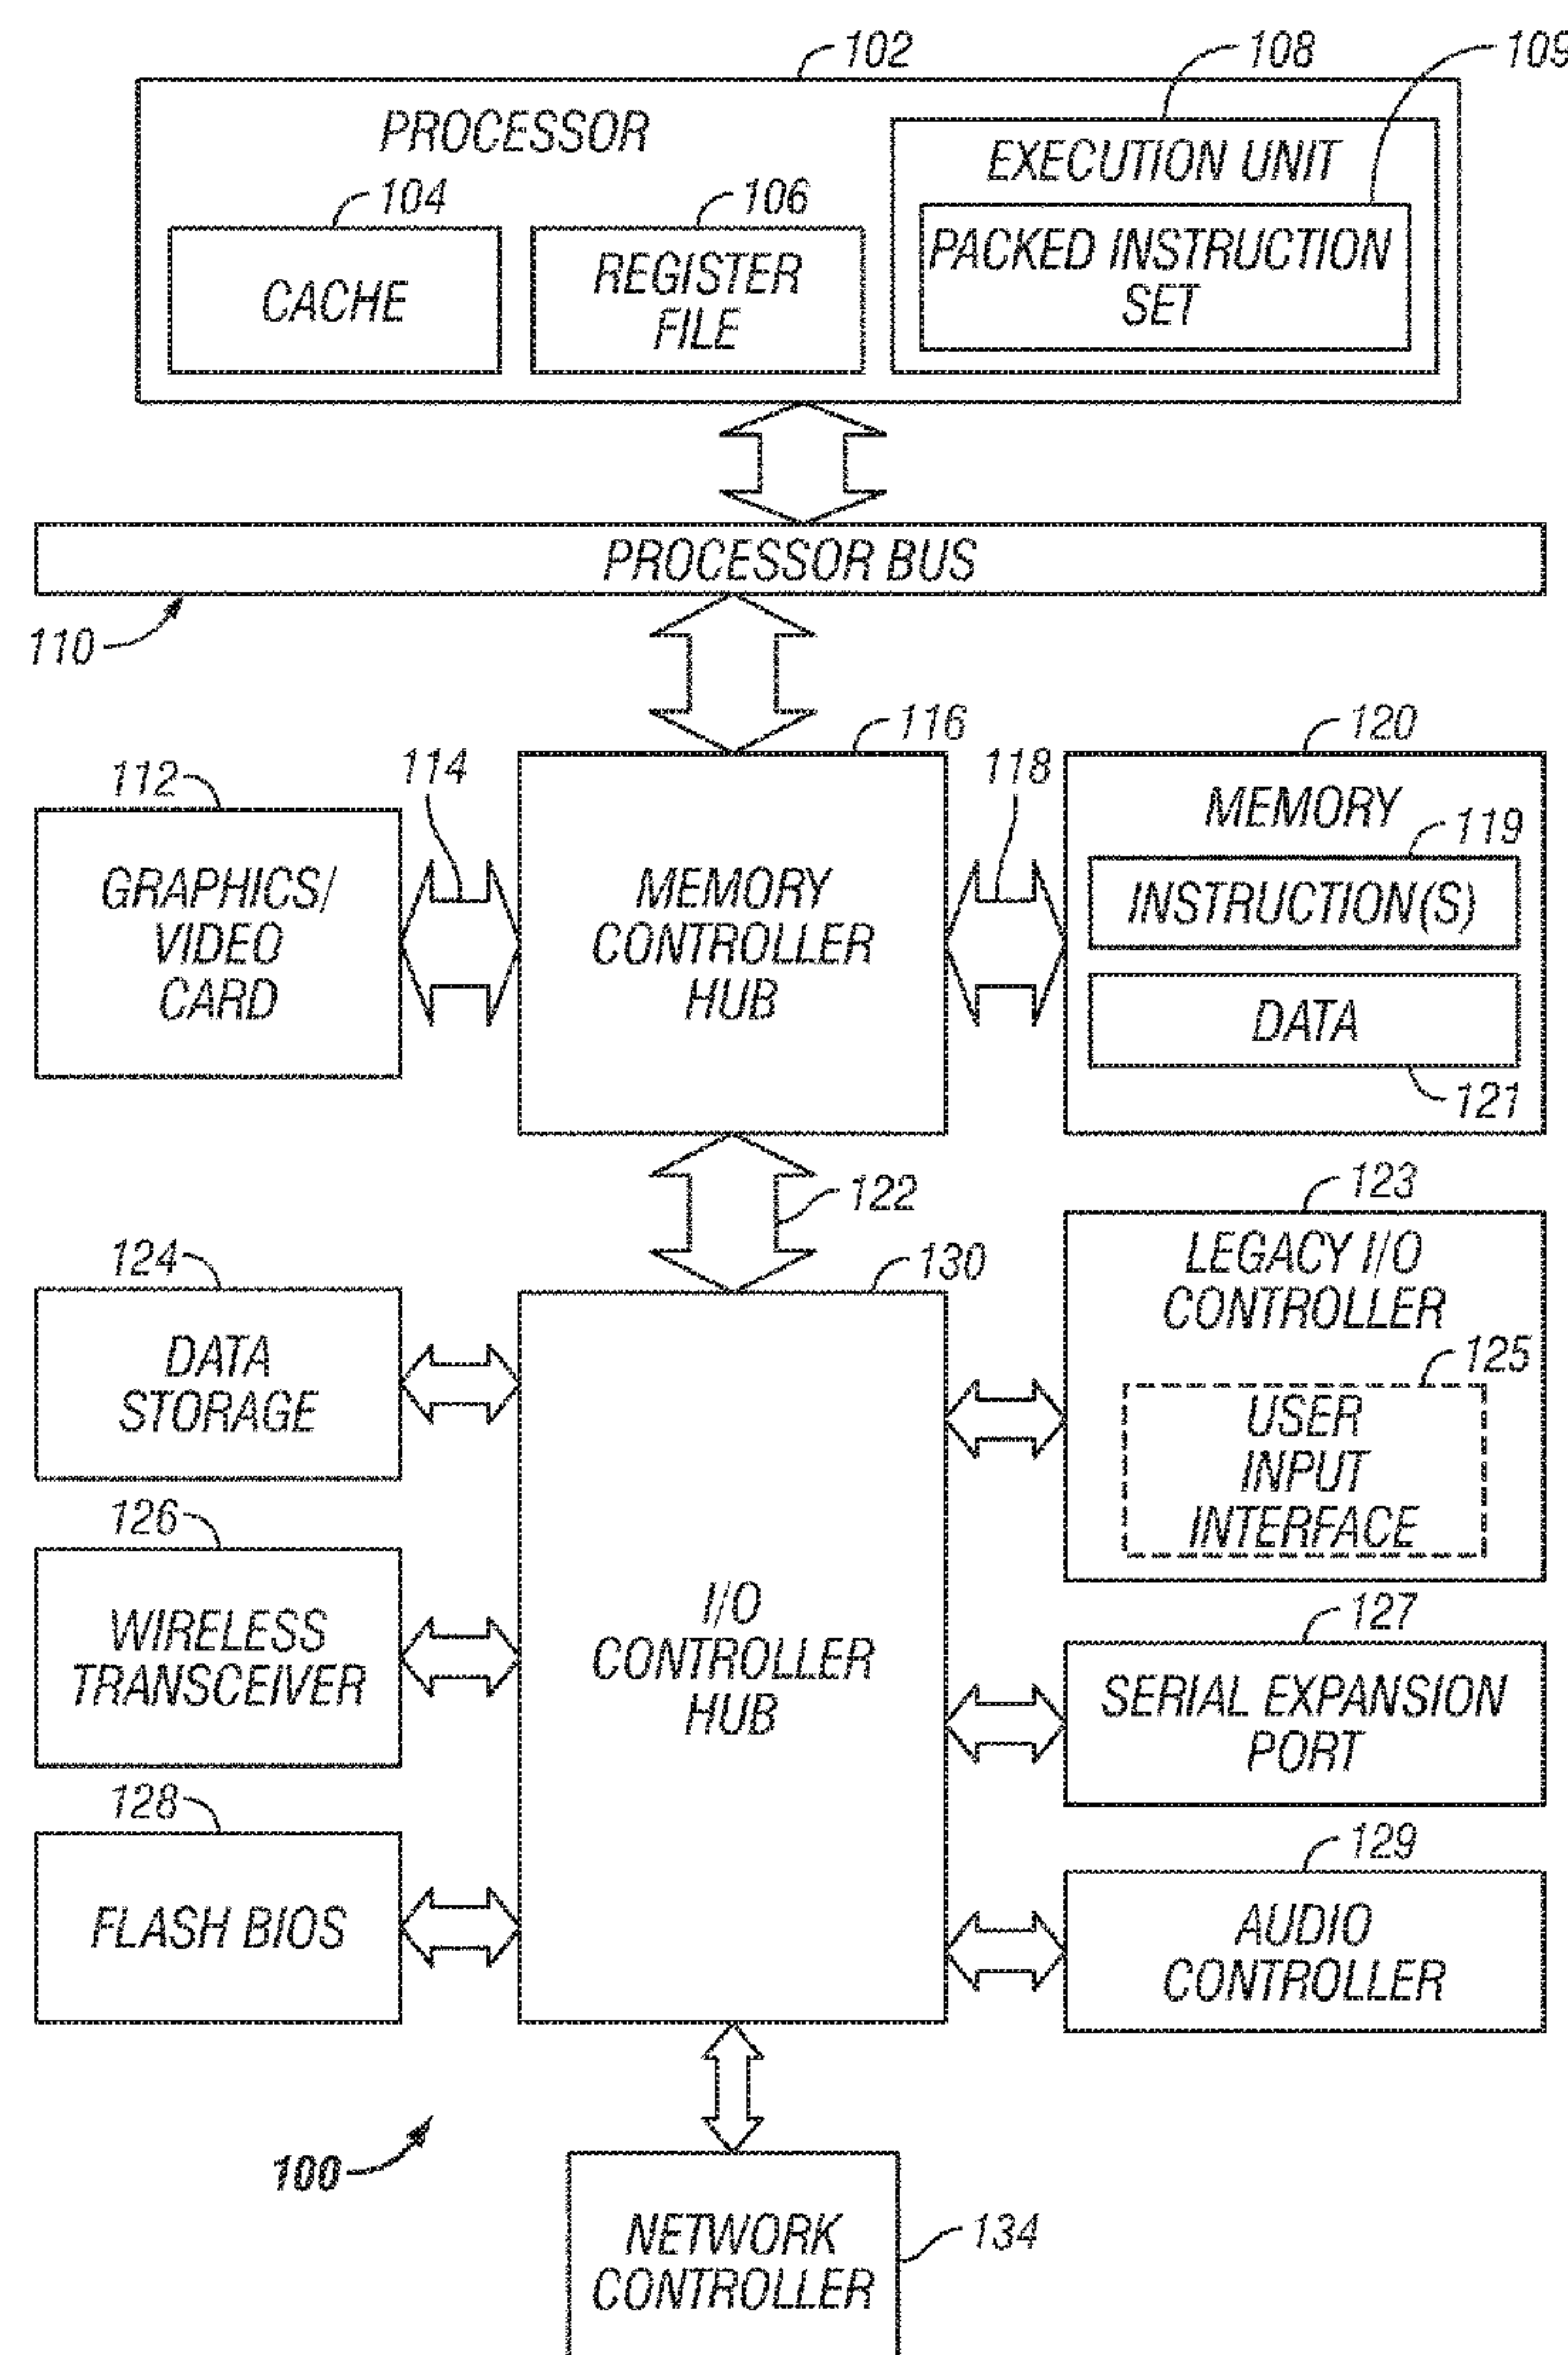 102
108
109
PROCESSOR
EXECUTION UNIT
104
106
PACKED INSTRUCTION
SET
CACHE
REGISTER
FILE
PROCESSOR BUS
110
116
120
112
114
118
MEMORY
119
GRAPHICS/
VIDEO
CARD
MEMORY
CONTROLLER
HUB
INSTRUCTION(S)
DATA
121
122
123
124
130
LEGACY I/O
CONTROLLER
DATA
STORAGE
125
USER
INPUT
INTERFACE
126
WIRELESS
TRANSCEIVER
I/O
CONTROLLER
HUB
127
SERIAL EXPANSION
PORT
128
129
FLASH BIOS
AUDIO
CONTROLLER
100
NETWORK
CONTROLLER
134